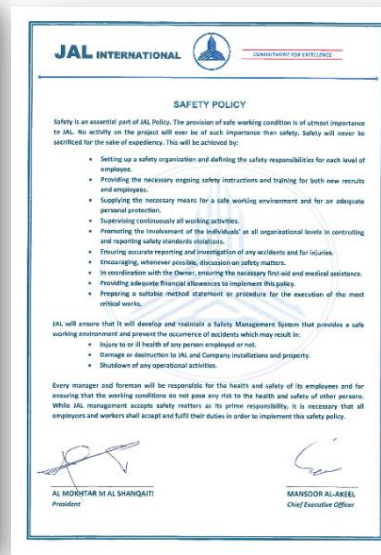 JAL INTERNATIONAL
COMMITMENT FOR EXCELLENCE
SAFETY POLICY
Safety is an essential part of JAL Policy. The provision of safe working condition is of utmost importance
to JAL. No activity on the project will ever be of such importance than safety. Safety will never be
sacrificed for the sake of expediency. This will be achieved by:
• Setting up a safety organisation and defining the safety responsibilities for each level of
employee.
• Providing the necessary ongoing safety instructions and training for both new recruits
and employees.
• Supplying the necessary means for a safe working environment and for an adequate
personal protection.
• Supervising continuously all working activities.
• Promoting the involvement of the individuals' at all organizational levels in controlling
and reporting safety standards violations.
• Ensuring accurate reporting and investigation of any accidents and for injuries.
• Encouraging, whenever possible, discussion on safety matters.
• In coordination with the Owner, ensuring the necessary first-aid and medical assistance.
• Providing adequate financial allowances to implement this policy.
• Preparing a suitable method statement or procedure for the execution of the most
critical works.
JAL will ensure that it will develop and maintain a Safety Management System that provides a safe
working environment and prevent the occurrence of accidents which may result in:
• Injury to or ill health of any person employed or not.
• Damage or destruction to JAL and Company installations and property.
• Shutdown of any operational activities.
Every manager and foreman will be responsible for the health and safety of its employees and for
ensuring that the working conditions do not pose any risk to the health and safety of other persons.
While JAL management accepts safety matters as its prime responsibility, it is necessary that all
employees and workers shall accept and fulfil their duties in order to implement this safety policy.
AL MOKHTAR M AL SHANQAITI
President
MANSOOR AL-AKEEL
Chief Executive Officer